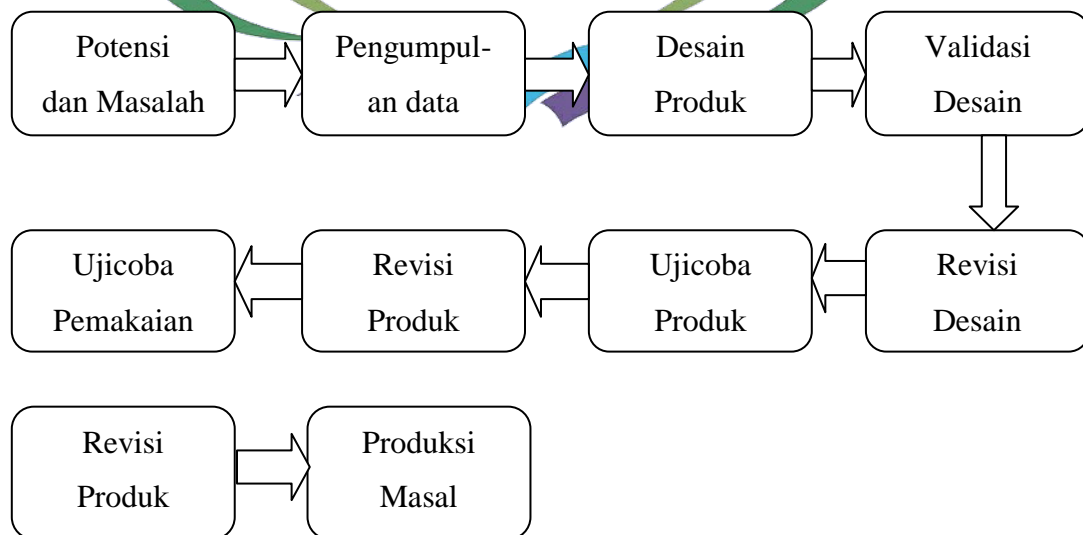 Potensi
dan Masalah
Pengumpul-
an data
Desain
Produk
Validasi
Desain
Revisi
Desain
Ujicoba
Produk
Revisi
Produk
Ujicoba
Pemakaian
Revisi
Produk
Produksi
Masal